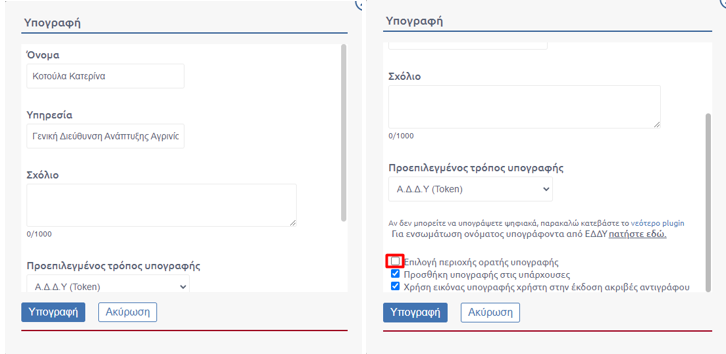 Υπογραφή
Όνομα
Κοτούλα Κατερίνα
Υπηρεσία
Γενική Διεύθυνση Ανάπτυξης Αγρινίο
Σχόλιο
0/1000
Προεπιλεγμένος τρόπος υπογραφής
Α.Δ.Δ.Υ (Token)
Υπογραφή
Ακύρωση
Υπογραφή
Σχόλιο
0/1000
Προεπιλεγμένος τρόπος υπογραφής
Α.Δ.Δ.Υ (Token)
Αν δεν μπορείτε να υπογράψετε ψηφιακά, παρακαλώ κατεβάστε το νεότερο plugin
Για ενσωμάτωση ονόματος υπογράφοντα από ΕΔΔΥ πατήστε εδώ.
Επιλογή περιοχής ορατής υπογραφής
Προσθήκη υπογραφής στις υπάρχουσες
Χρήση εικόνας υπογραφής χρήστη στην έκδοση ακριβές αντιγράφου
Υπογραφή
Ακύρωση